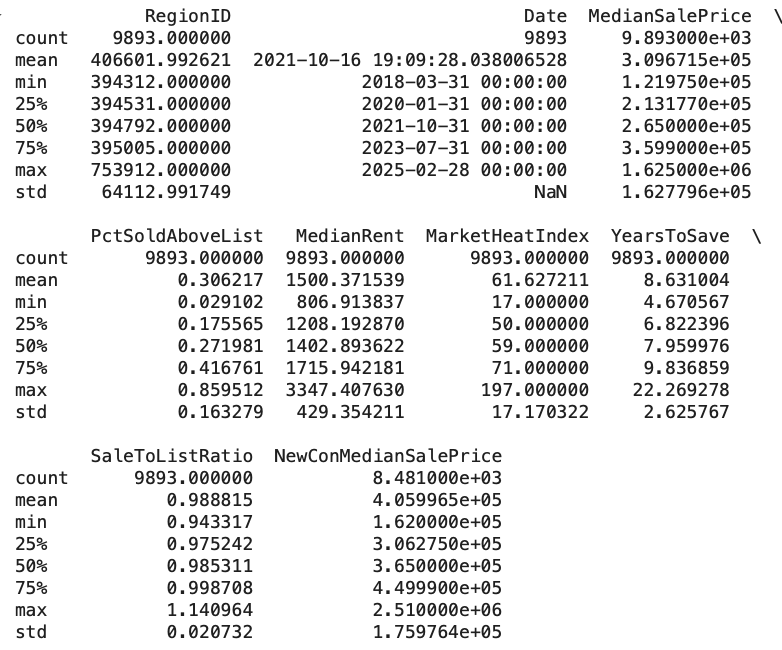 RegionID Date MedianSalePrice \
count 9893.000000 9893 9.893000e+03
mean 406601.992621 2021-10-16 19:09:28.038006528 3.096715e+05
min 394312.000000 2018-03-31 00:00:00 1.219750e+05
25% 394531.000000 2020-01-31 00:00:00 2.131770e+05
50% 394792.000000 2021-10-31 00:00:00 2.650000e+05
75% 395005.000000 2023-07-31 00:00:00 3.599000e+05
max 753912.000000 2025-02-28 00:00:00 1.625000e+06
std 64112.991749 NaN 1.627796e+05
PctSoldAboveList MedianRent MarketHeatIndex YearsToSave \
count 9893.000000 9893.000000 9893.000000 9893.000000
mean 0.306217 1500.371539 61.627211 8.631004
min 0.029102 806.913837 17.000000 4.670567
25% 0.175565 1208.192870 50.000000 6.822396
50% 0.271981 1402.893622 59.000000 7.959976
75% 0.416761 1715.942181 71.000000 9.836859
max 0.859512 3347.407630 197.000000 22.269278
std 0.163279 429.354211 17.170322 2.625767
SaleToListRatio NewConMedianSalePrice
count 9893.000000 8.481000e+03
mean 0.988815 4.059965e+05
min 0.943317 1.620000e+05
25% 0.975242 3.062750e+05
50% 0.985311 3.650000e+05
75% 0.998708 4.499900e+05
max 1.140964 2.510000e+06
std 0.020732 1.759764e+05